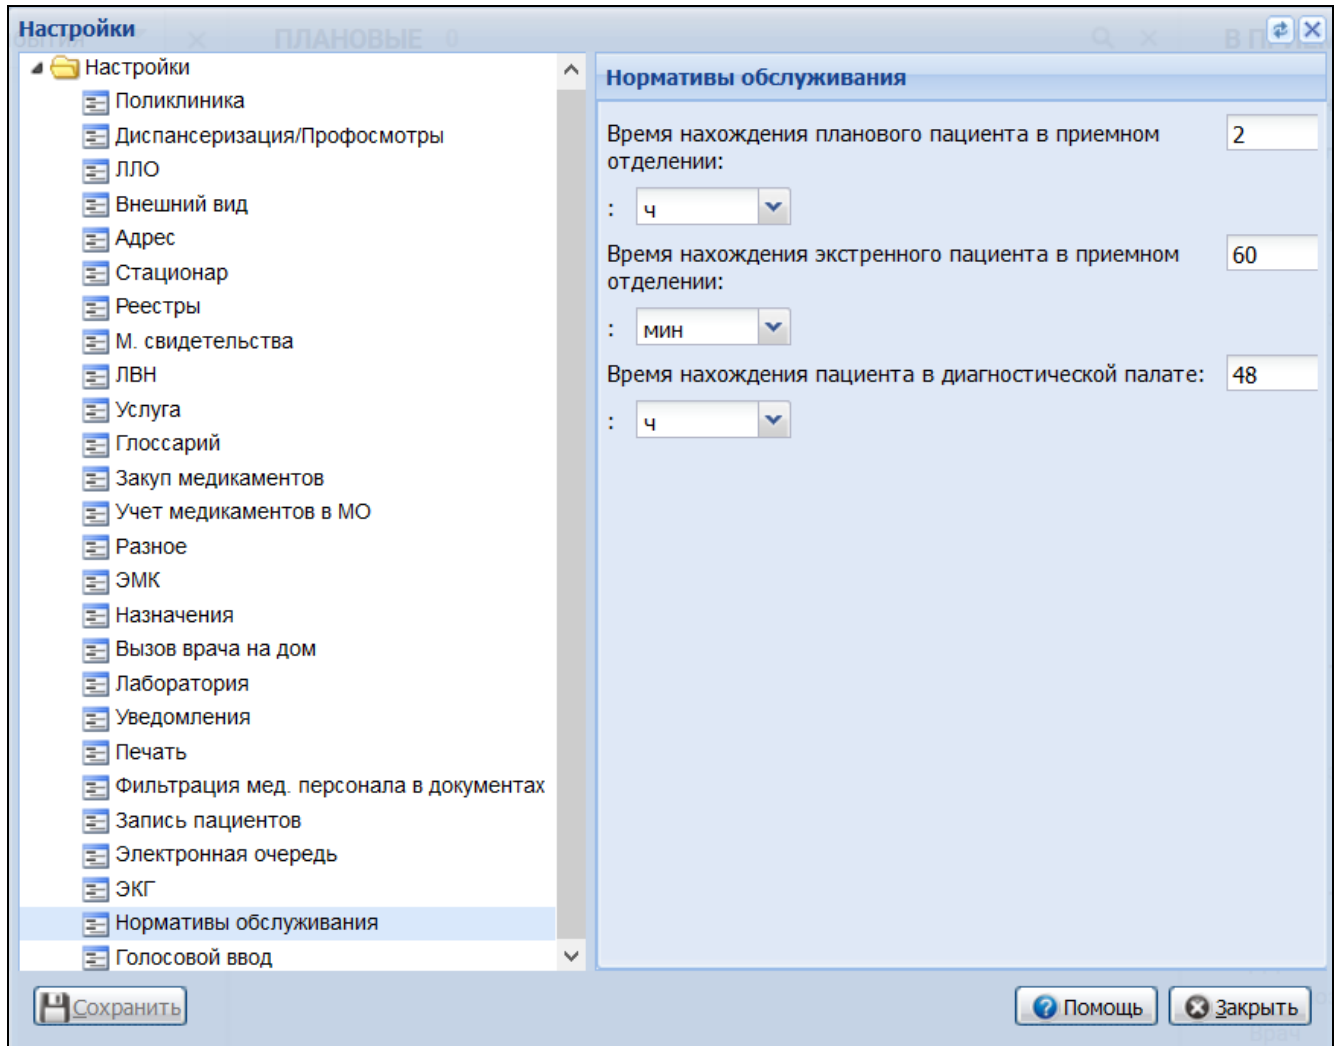 Настройки
ПЛАНОВЫЕ 0
Настройки
Поликлиника
Диспансеризация/Профосмотры
ЛЛО
Внешний вид
Адрес
Стационар
Реестры
М. свидетельства
ЛВН
Услуга
Глоссарий
Закуп медикаментов
Учет медикаментов в МО
Разное
ЭМК
Назначения
Вызов врача на дом
Лаборатория
Уведомления
Печать
Фильтрация мед. персонала в документах
Запись пациентов
Электронная очередь
ЭКГ
Нормативы обслуживания
Голосовой ввод
Нормативы обслуживания
Время нахождения планового пациента в приемном 2
отделении:
: ч
Время нахождения экстренного пациента в приемном 60
отделении:
: мин
Время нахождения пациента в диагностической палате: 48
: ч
Сохранить
Помощь
Закрыть
Врач